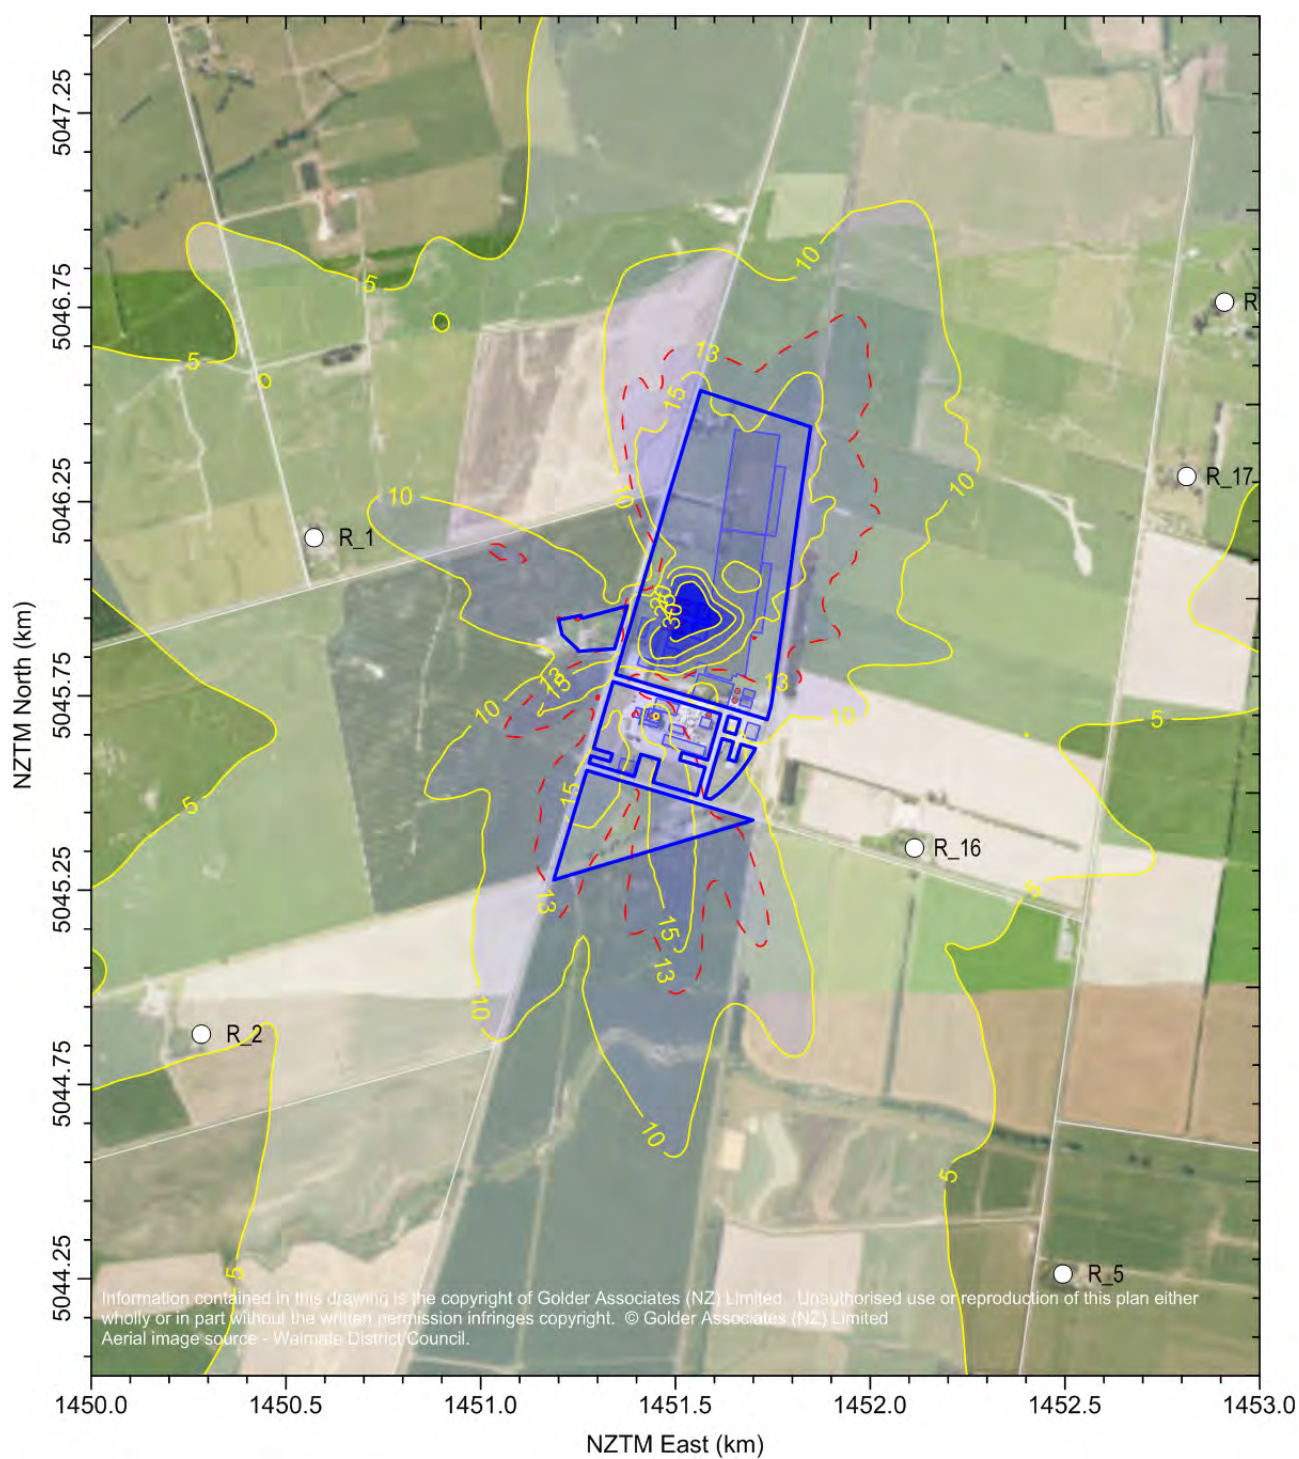 5047.25
5046.75
5046.25
5045.75
5045.25
5044.75
5044.25
NZTM North (km)
10
5
5
13
15
10
10
10
30
13
15
13
10
10
5
5
15
13
15
13
10
10
5
5
5
R
R_17
R_1
R_16
R_2
R_5
Information contained in this drawing is the copyright of Golder Associates (NZ) Limited. Unauthorised use or reproduction of this plan either
wholly or in part without the written permission infringes copyright. © Golder Associates (NZ) Limited
Aerial image source - Waimate District Council.
1450.0 1450.5 1451.0 1451.5 1452.0 1452.5 1453.0
NZTM East (km)